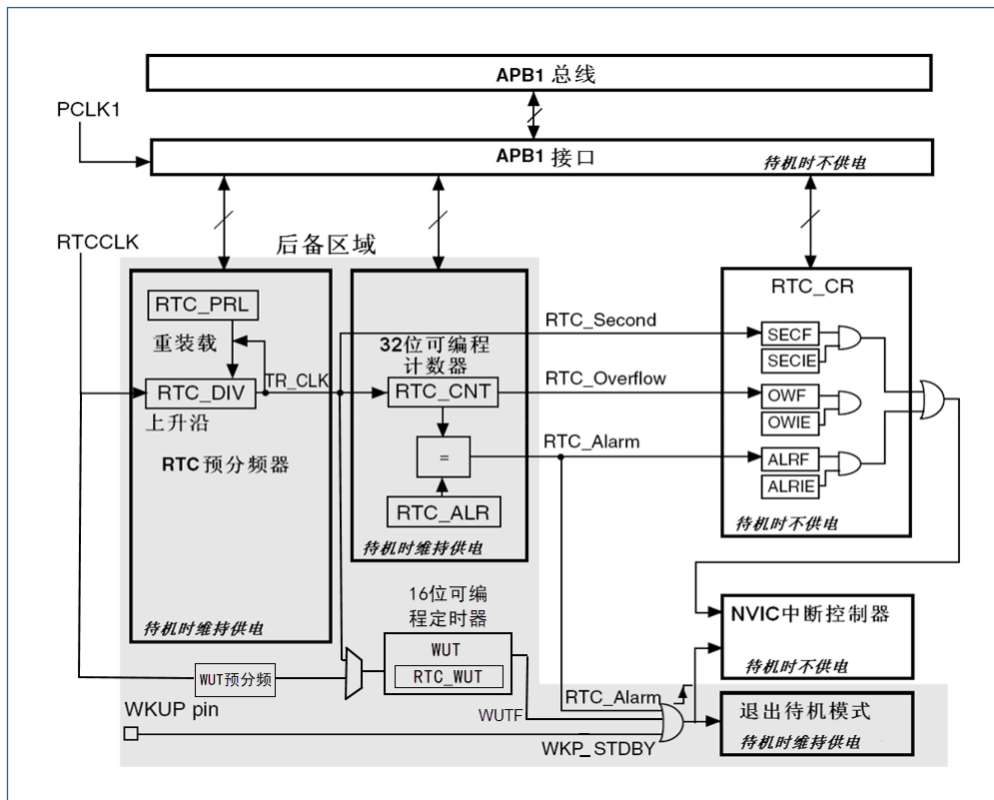 APB1 总线
PCLK1
APB1 接口
待机时不供电
RTCCLK
后备区域
RTC_PRL
重装载
RTC_DIV
TR_CLK
上升沿
RTC预分频器
待机时维持供电
32位可编程
计数器
RTC_CNT
=
RTC_ALR
待机时维持供电
RTC_Second
RTC_Overflow
RTC_Alarm
RTC_CR
SECF
SECIE
OWF
OWIE
ALRF
ALRIE
待机时不供电
16位可编
程定时器
WUT
RTC_WUT
WUT预分频
WUTF
WKUP pin
RTC_Alarm
WKP_STDBY
NVIC中断控制器
待机时不供电
退出待机模式
待机时维持供电